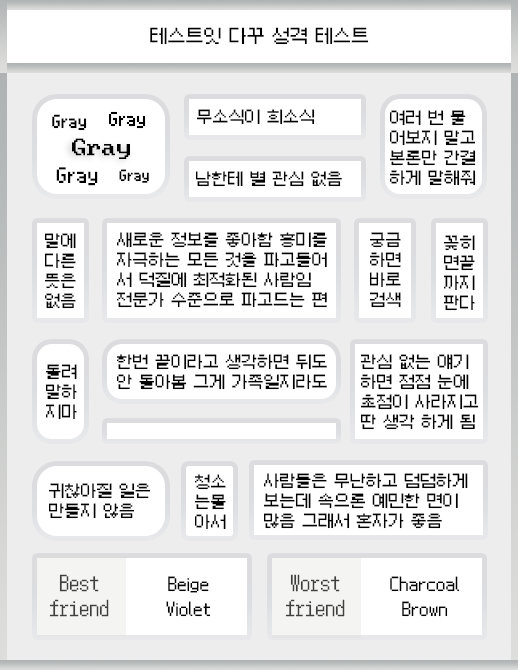 테스트잇 다꾸 성격 테스트
Gray
Gray
Gray
Gray
Gray
무소식이 희소식
남한테 별 관심 없음
여러 번 물
어보지 말고
본론만 간결
하게 말해줘
말에
다른
뜻은
없음
새로운 정보를 좋아함 흥미를
자극하는 모든 것을 파고들어
서 덕질에 최적화된 사람임
전문가 수준으로 파고드는 편
궁금
하면
바로
검색
꽂히
면끝
까지
판다
돌려
말하
지마
한번 끝이라고 생각하면 뒤도
안 돌아봄 그게 가족일지라도
관심 없는 얘기
하면 점점 눈에
초점이 사라지고
딴 생각 하게 됨
귀찮아질 일은
만들지 않음
청소
는몰
아서
사람들은 무난하고 덤덤하게
보는데 속으론 예민한 면이
많음 그래서 혼자가 좋음
Best
friend
Beige
Violet
Worst
friend
Charcoal
Brown